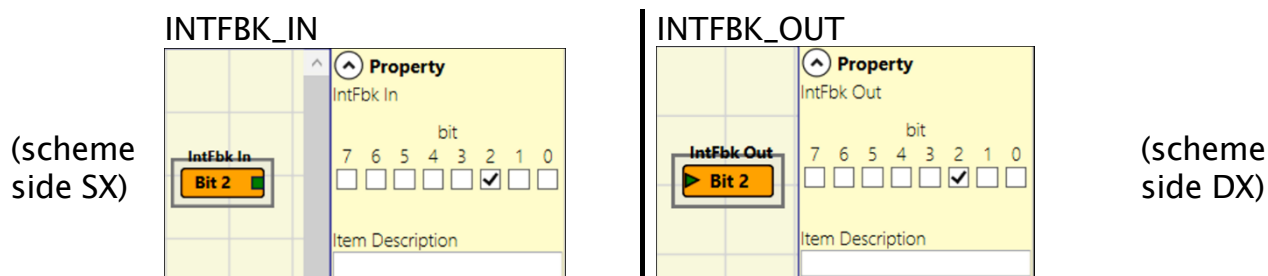 INTFBK_IN
Property
IntFbk In
bit
7 6 5 4 3 2 1 0
Item Description
IntFbk In
Bit 2
(scheme
side SX)
INTFBK_OUT
Property
IntFbk Out
bit
7 6 5 4 3 2 1 0
Item Description
IntFbk Out
Bit 2
(scheme
side DX)